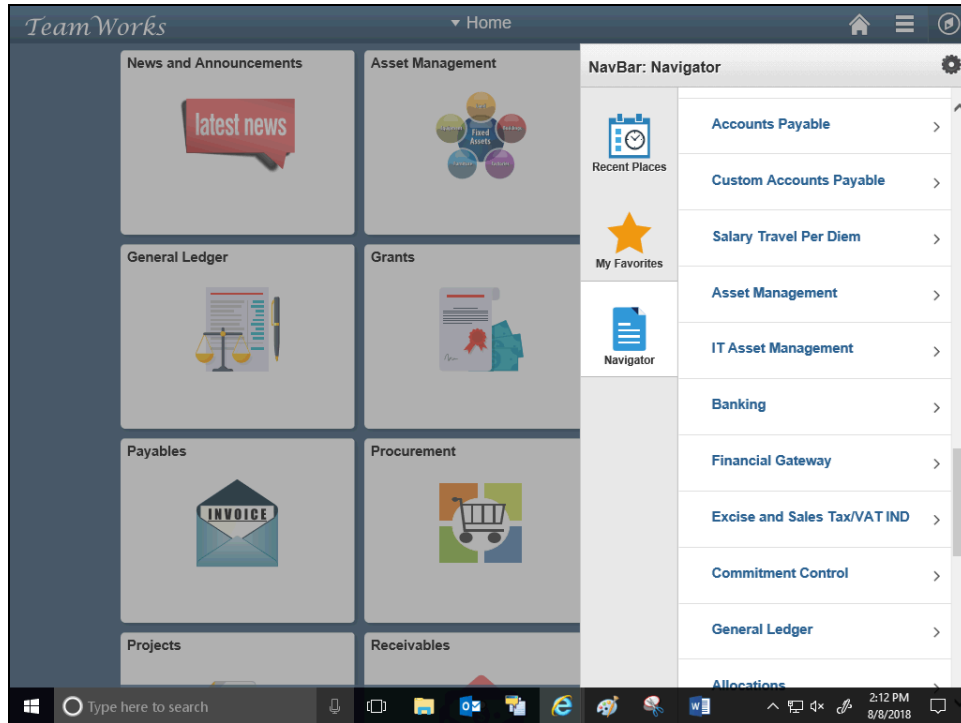 TeamWorks
Home
News and Announcements
latest news
Asset Management
Fixed
Assets
General Ledger
Grants
Payables
INVOICE
Procurement
Projects
Receivables
NavBar: Navigator
Recent Places
My Favorites
Navigator
Accounts Payable
Custom Accounts Payable
Salary Travel Per Diem
Asset Management
IT Asset Management
Banking
Financial Gateway
Excise and Sales Tax/VAT IND
Commitment Control
General Ledger
Allocations
Type here to search
2:12 PM
8/8/2018